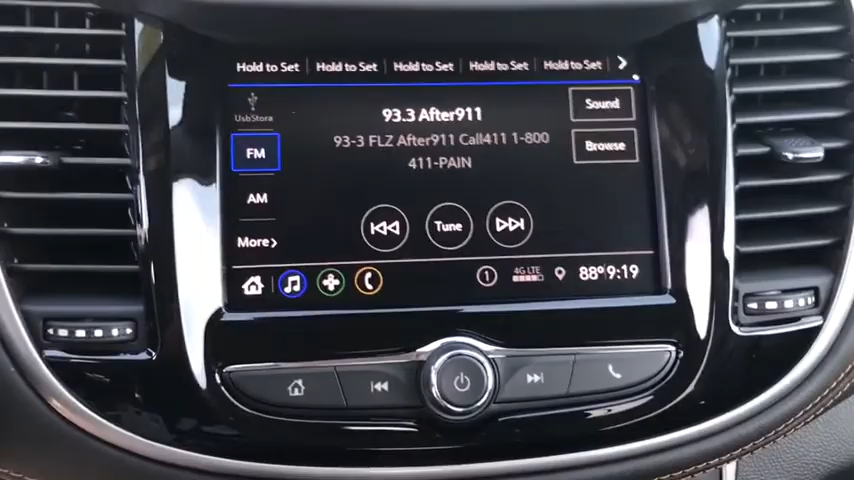 Hold to Set Hold to Set Hold to Set Hold to Set Hold to Set
UsbStora
93.3 After911
Sound
FM
93-3 FLZ After911 Call411 1-800
411-PAIN
Browse
AM
Tune
More
1
4G LTE
88° 9:19